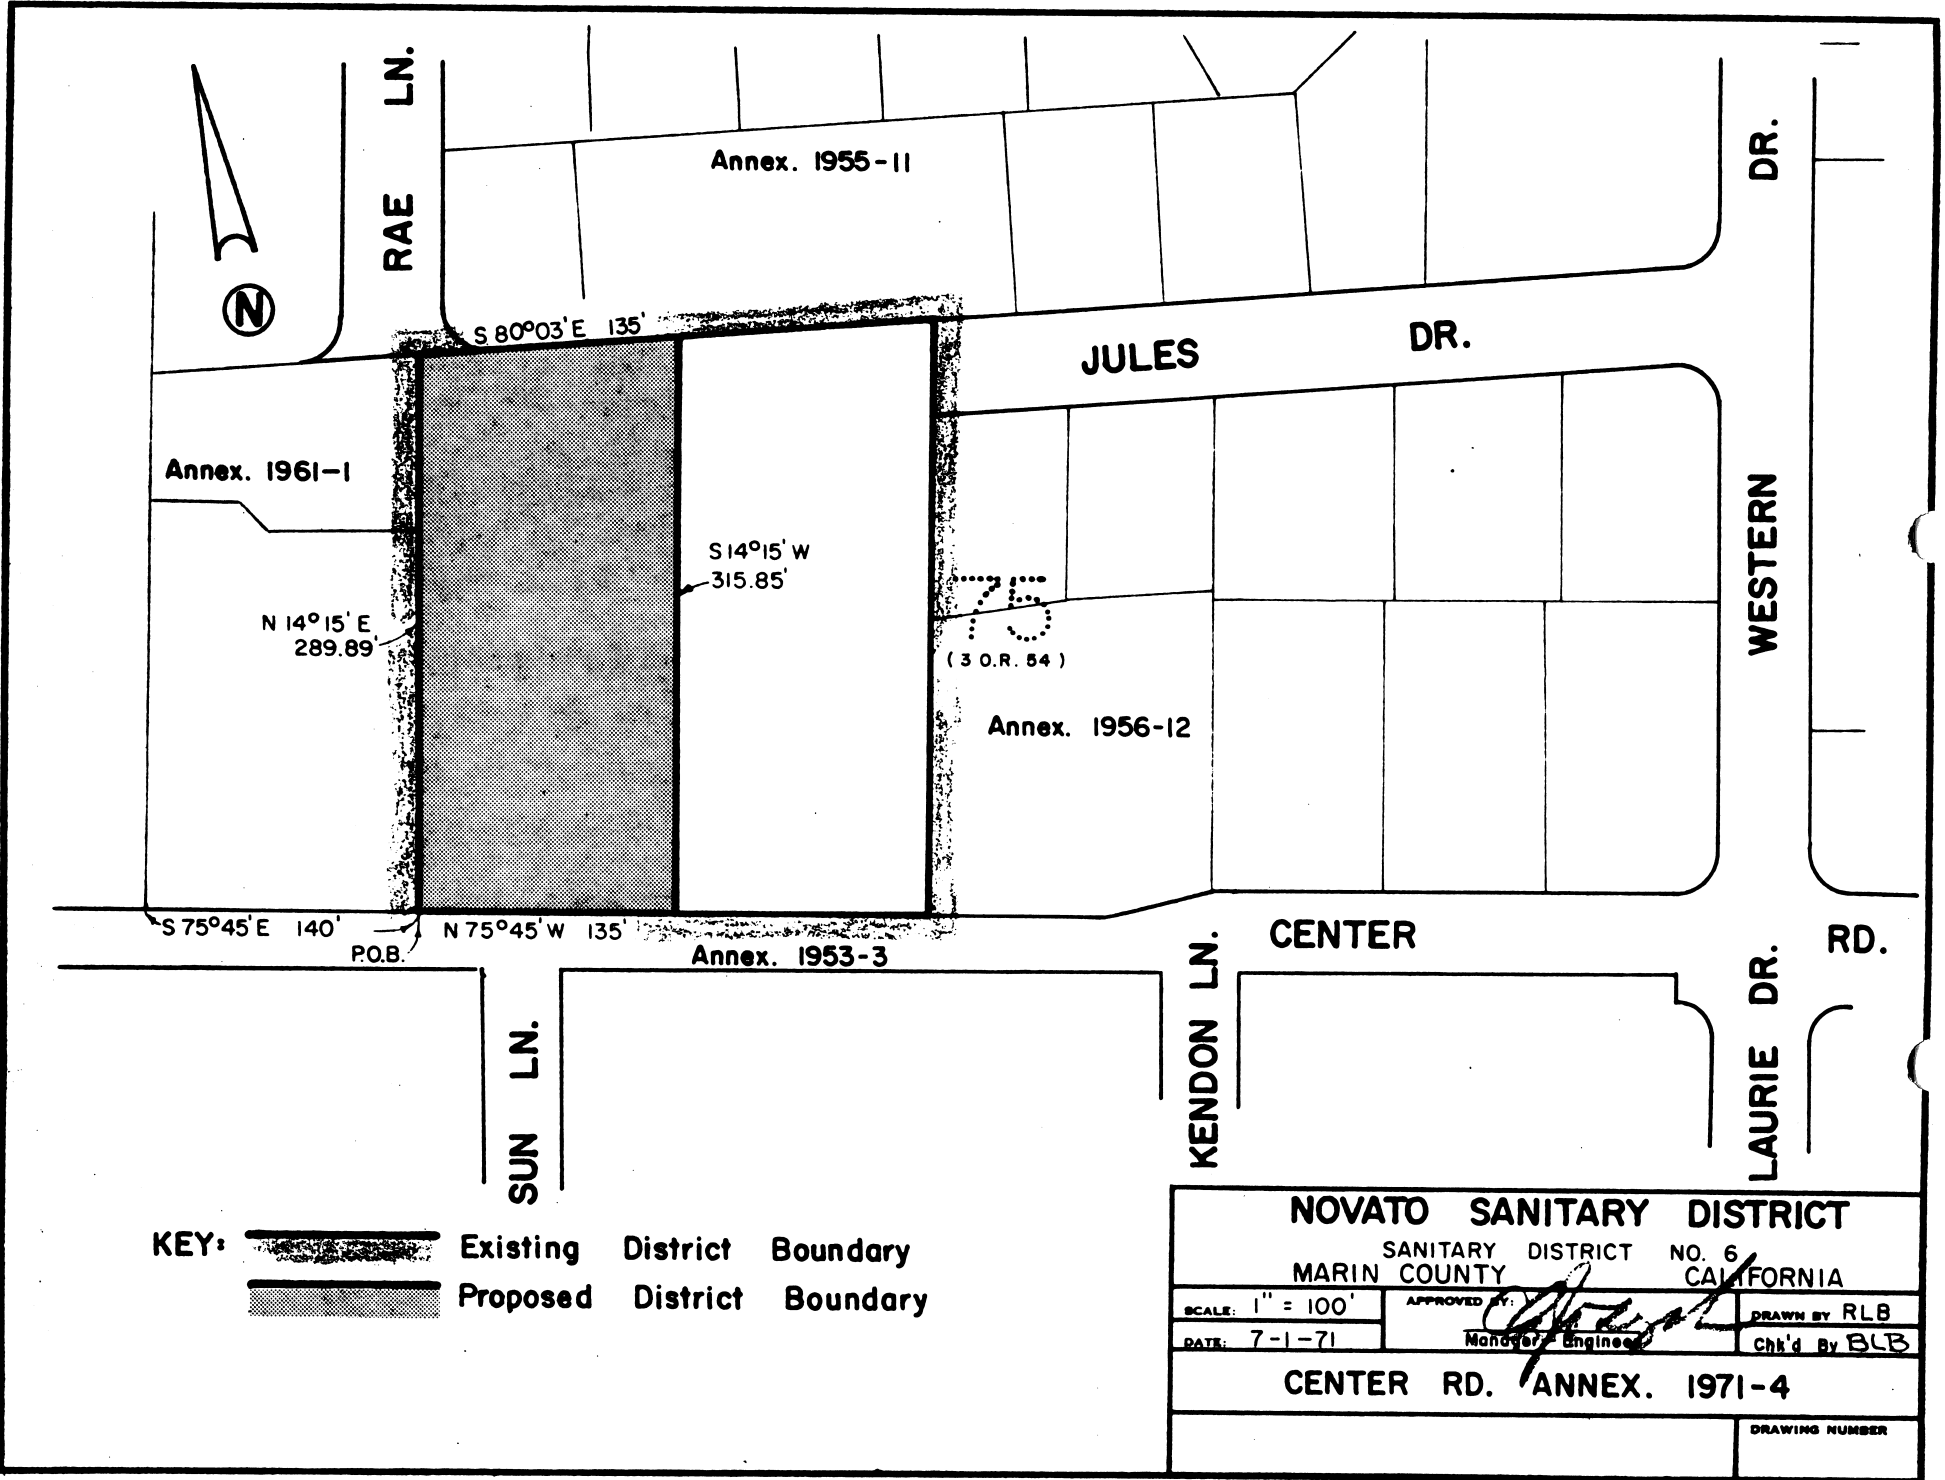 RAE LN.
DR.
Annex. 1955-11
N
S 80°03'E 135'
JULES DR.
Annex. 1961-1
S 14°15' W
315.85'
WESTERN
75
N 14°15' E
289.89'
( 3 O.R. 54 )
Annex. 1956-12
S 75°45' E 140'
N 75°45' W 135'
P.O.B.
Annex. 1953-3
CENTER RD.
SUN LN.
KENDON LN.
LAURIE DR.
KEY:
Existing District Boundary
Proposed District Boundary
NOVATO SANITARY DISTRICT
SANITARY DISTRICT NO. 6
MARIN COUNTY CALIFORNIA
SCALE: 1" = 100'
APPROVED BY:
DRAWN BY RLB
DATE: 7-1-71
Manager - Engineer
Chk'd By BLB
CENTER RD. ANNEX. 1971-4
DRAWING NUMBER